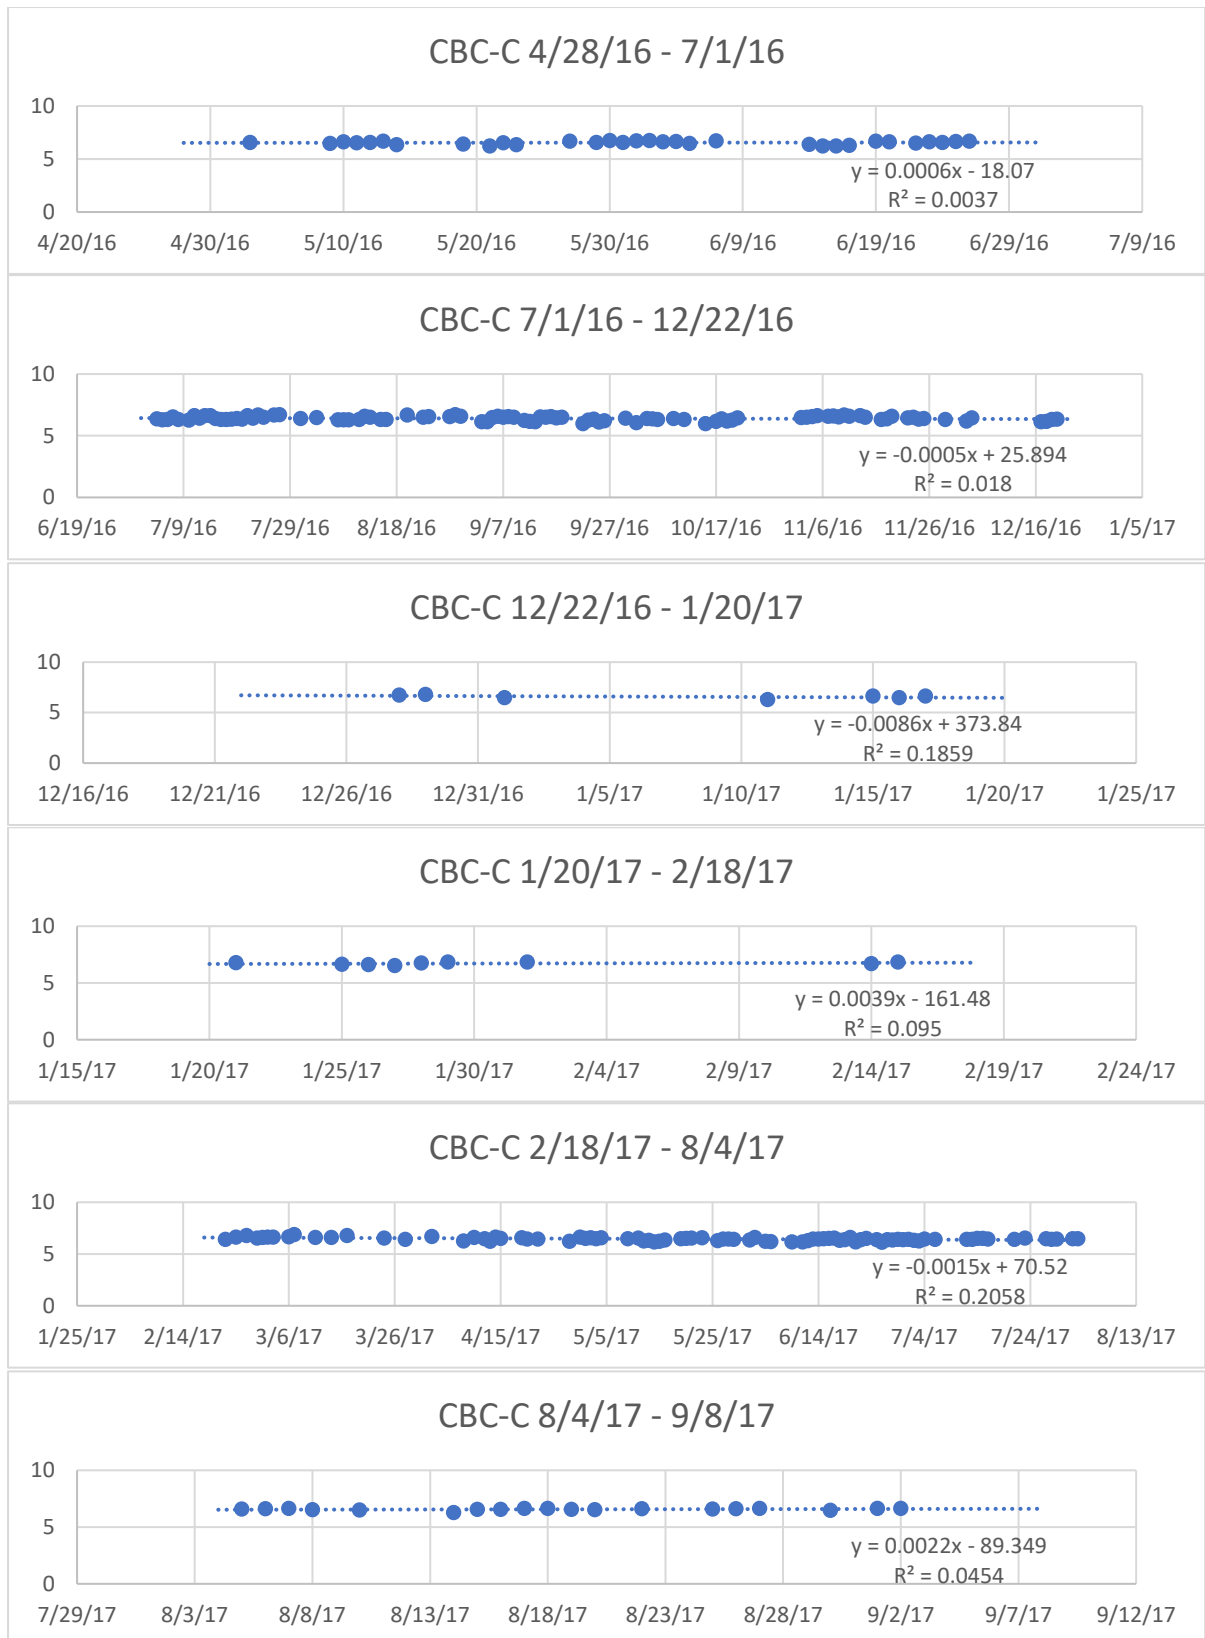 CBC-C 4/28/16 - 7/1/16
10
5
y = 0.0006x - 18.07
R² = 0.0037
0
4/20/16 4/30/16 5/10/16 5/20/16 5/30/16 6/9/16 6/19/16 6/29/16 7/9/16
CBC-C 7/1/16 - 12/22/16
10
5
y = -0.0005x + 25.894
R² = 0.018
0
6/19/16 7/9/16 7/29/16 8/18/16 9/7/16 9/27/16 10/17/16 11/6/16 11/26/16 12/16/16 1/5/17
CBC-C 12/22/16 - 1/20/17
10
5
y = -0.0086x + 373.84
R² = 0.1859
0
12/16/16 12/21/16 12/26/16 12/31/16 1/5/17 1/10/17 1/15/17 1/20/17 1/25/17
CBC-C 1/20/17 - 2/18/17
10
5
y = 0.0039x - 161.48
R² = 0.095
0
1/15/17 1/20/17 1/25/17 1/30/17 2/4/17 2/9/17 2/14/17 2/19/17 2/24/17
CBC-C 2/18/17 - 8/4/17
10
5
y = -0.0015x + 70.52
R² = 0.2058
0
1/25/17 2/14/17 3/6/17 3/26/17 4/15/17 5/5/17 5/25/17 6/14/17 7/4/17 7/24/17 8/13/17
CBC-C 8/4/17 - 9/8/17
10
5
y = 0.0022x - 89.349
R² = 0.0454
0
7/29/17 8/3/17 8/8/17 8/13/17 8/18/17 8/23/17 8/28/17 9/2/17 9/7/17 9/12/17